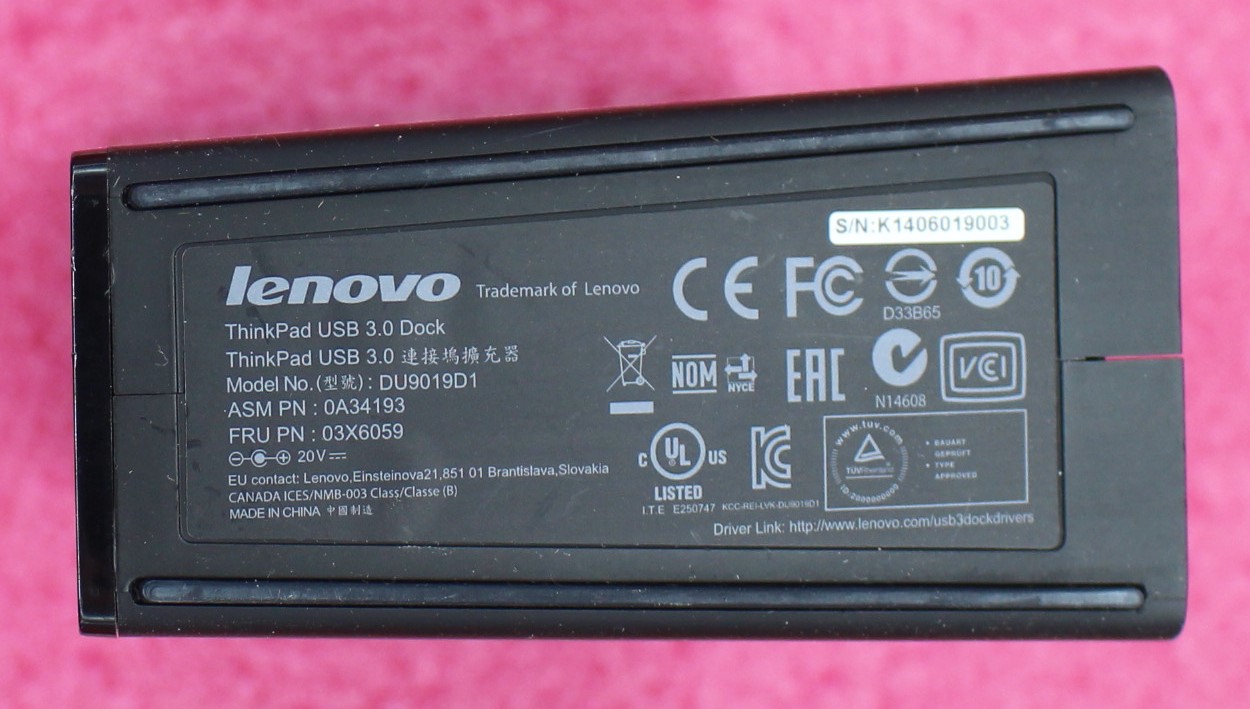 S/N:K1406019003
lenovo Trademark of Lenovo
CE FC 10
D33B65
ThinkPad USB 3.0 Dock
ThinkPad USB 3.0 連接塢擴充器
Model No.(型號) : DU9019D1
ASM PN : 0A34193
FRU PN : 03X6059
20V
EU contact: Lenovo,Einsteinova21,851 01 Brantislava,Slovakia
CANADA ICES/NMB-003 Class/Classe (B)
MADE IN CHINA 中國制造
NOM NYCE EAC
N14608
VCI
C UL US
LISTED
I.T.E E250747
KCC-REI-LVK-DU9019D1
www.tuv.com
TÜVRheinland
ID:2000000000
BAUART
GEPRÜFT
TYPE
APPROVED
Driver Link: http://www.lenovo.com/usb3dockdrivers